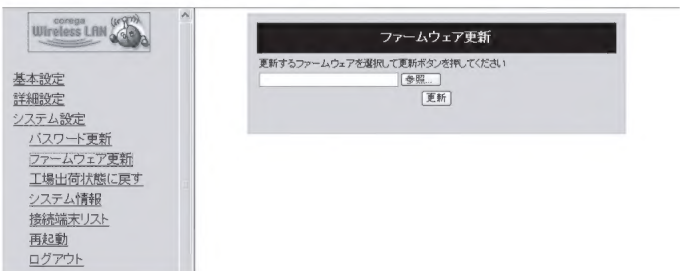 corega
Wireless LAN
基本設定
詳細設定
システム設定
パスワード更新
ファームウェア更新
工場出荷状態に戻す
システム情報
接続端末リスト
再起動
ログアウト
ファームウェア更新
更新するファームウェアを選択して更新ボタンを押してください
参照...
更新